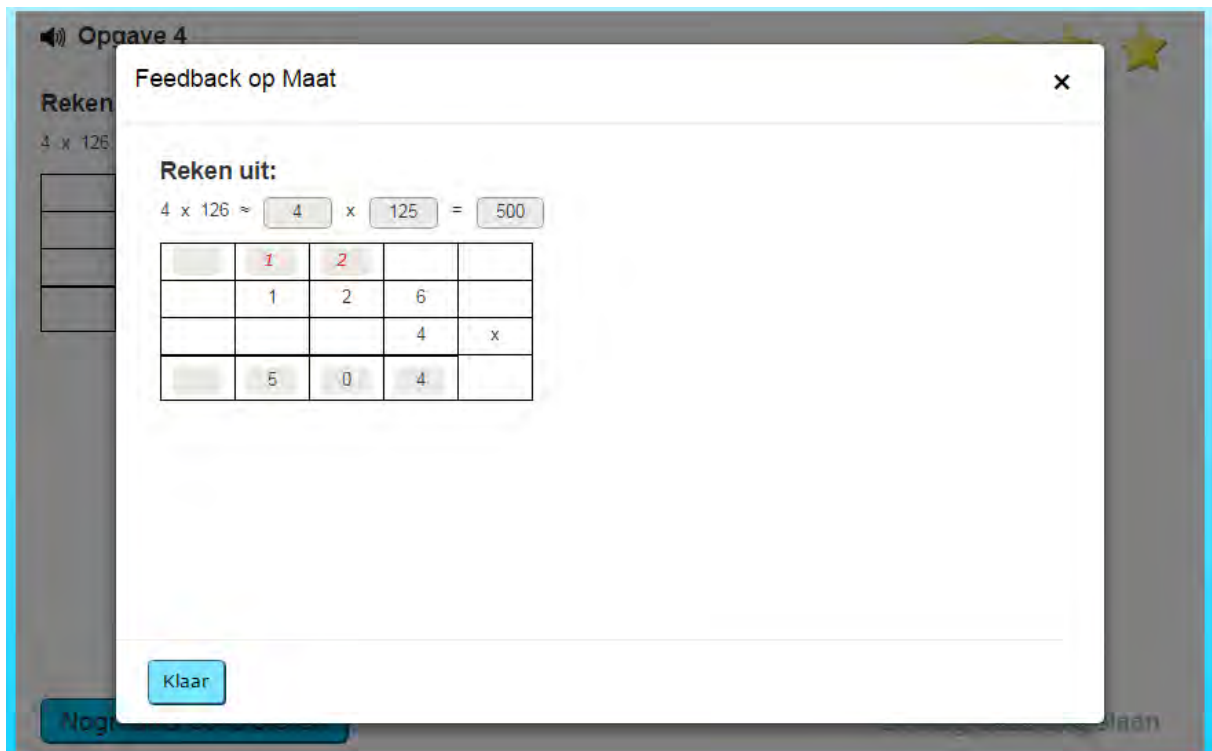 Opgave 4
Feedback op Maat ×
Reken
4 x 126
Reken uit:
4 x 126 ≈ 4 x 125 = 500
1 2
1 2 6
4 x
5 0 4
Klaar